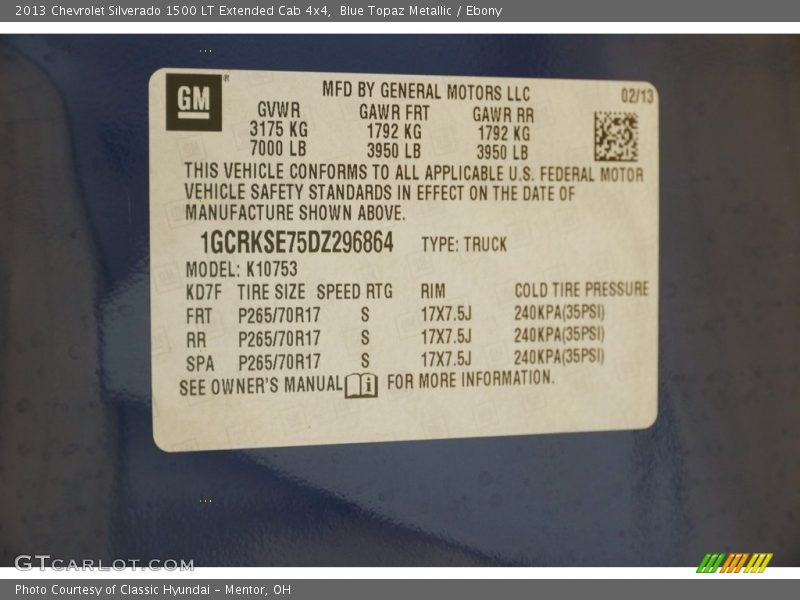 2013 Chevrolet Silverado 1500 LT Extended Cab 4x4,  Blue Topaz Metallic / Ebony
GM®
MFD BY GENERAL MOTORS LLC 02/13
GVWR GAWR FRT GAWR RR
3175 KG 1792 KG 1792 KG
7000 LB 3950 LB 3950 LB
THIS VEHICLE CONFORMS TO ALL APPLICABLE U.S. FEDERAL MOTOR
VEHICLE SAFETY STANDARDS IN EFFECT ON THE DATE OF
MANUFACTURE SHOWN ABOVE.
1GCRKSE75DZ296864 TYPE: TRUCK
MODEL: K10753
KD7F TIRE SIZE SPEED RTG RIM COLD TIRE PRESSURE
FRT P265/70R17 S 17X7.5J 240KPA(35PSI)
RR P265/70R17 S 17X7.5J 240KPA(35PSI)
SPA P265/70R17 S 17X7.5J 240KPA(35PSI)
SEE OWNER'S MANUAL i FOR MORE INFORMATION.
GTCARLOT.COM
Photo Courtesy of Classic Hyundai - Mentor, OH